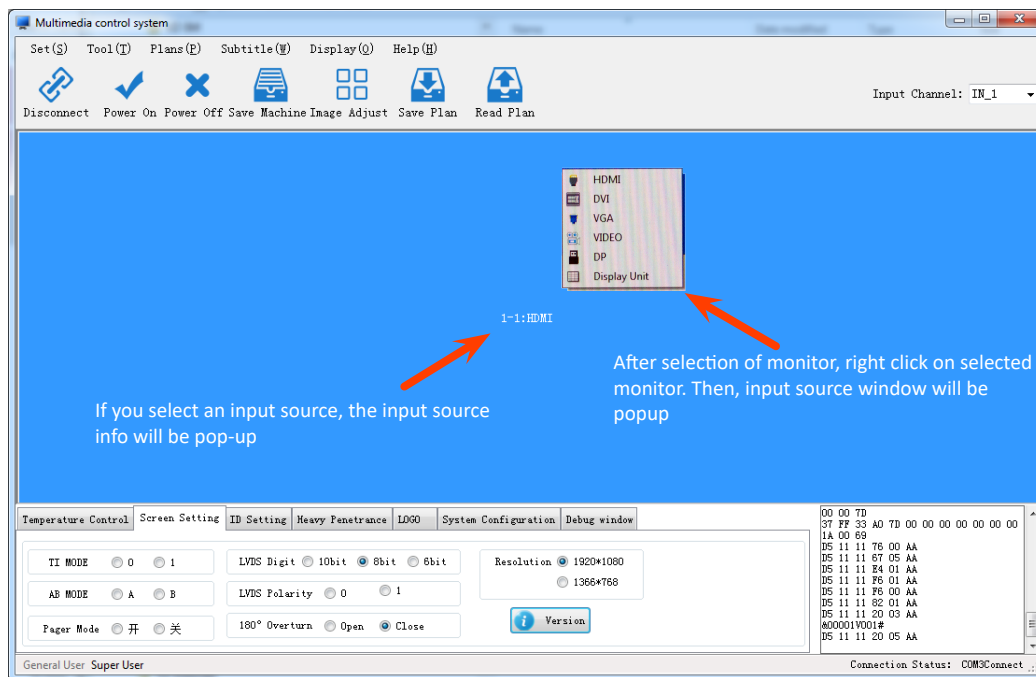 Multimedia control system
Name
Date modified
Type
Set(S) Tool(T) Plans(P) Subtitle(W) Display(O) Help(H)
Disconnect Power On Power Off Save Machine Image Adjust Save Plan Read Plan
Input Channel: IN_1
HDMI
DVI
VGA
VIDEO
DP
Display Unit
1-1:HDMI
After selection of monitor, right click on selected
monitor. Then, input source window will be
popup
If you select an input source, the input source
info will be pop-up
Temperature Control Screen Setting ID Setting Heavy Penetrance LOGO System Configuration Debug window
TI MODE 0 1
LVDS Digit 10bit 8bit 6bit
Resolution 1920*1080
1366*768
AB MODE A B
LVDS Polarity 0 1
Pager Mode 开 关
180° Overturn Open Close
Version
00 00 7D
37 FF 33 A0 7D 00 00 00 00 00 00 00
1A 00 69
D5 11 11 76 00 AA
D5 11 11 67 05 AA
D5 11 11 E4 01 AA
D5 11 11 F6 01 AA
D5 11 11 F6 00 AA
D5 11 11 82 01 AA
D5 11 11 20 03 AA
&00001V001#
D5 11 11 20 05 AA
General User Super User
Connection Status: COM3Connect